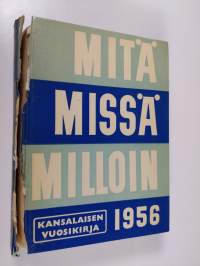 MITÄ
MISSÄ
MILLOIN
KANSALAISEN
VUOSIKIRJA
1956